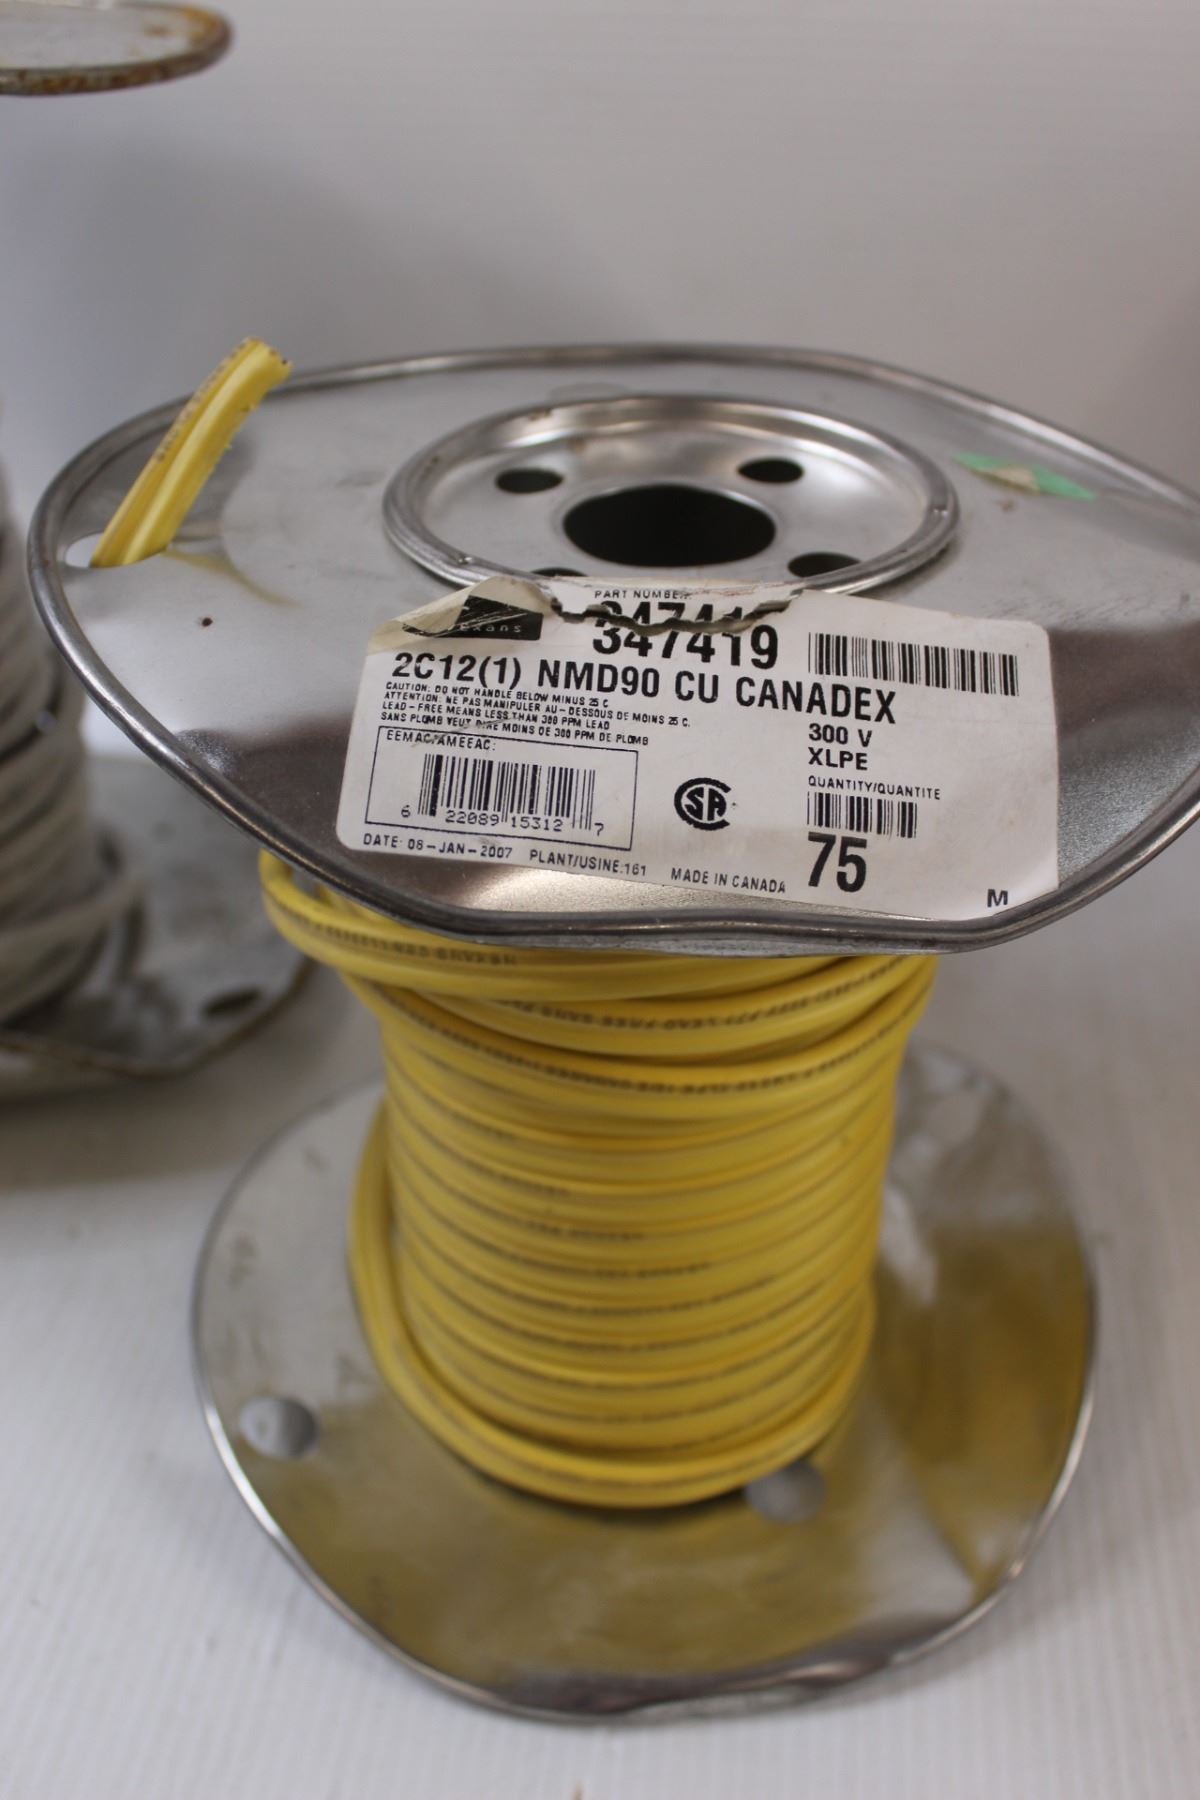 PART NUMBER:
347419
2C12(1) NMD90 CU CANADEX
CAUTION: DO NOT HANDLE BELOW MINUS 25 C
ATTENTION: NE PAS MANIPULER AU-DESSOUS DE MOINS 25 C.
LEAD-FREE MEANS LESS THAN 300 PPM LEAD
SANS PLOMB VEUT DIRE MOINS DE 300 PPM DE PLOMB
300 V
XLPE
EEMAC/AMEEAC:
QUANTITY/QUANTITE
6 22089 15312 7
75
DATE: 08-JAN-2007 PLANT/USINE:161 MADE IN CANADA
M